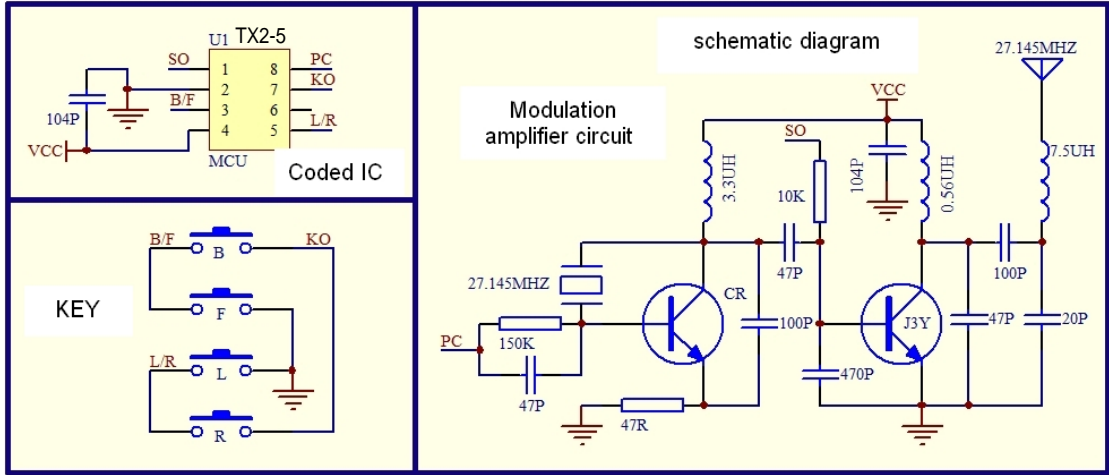 U1 TX2-5
SO
1
8
PC
2
7
KO
B/F
3
6
4
5
L/R
104P
VCC
MCU
Coded IC
KEY
B/F
B
KO
F
L/R
L
R
schematic diagram
27.145MHZ
Modulation
amplifier circuit
VCC
SO
3.3UH
10K
104P
0.56UH
7.5UH
27.145MHZ
47P
100P
CR
PC
150K
100P
J3Y
47P
20P
47P
470P
47R